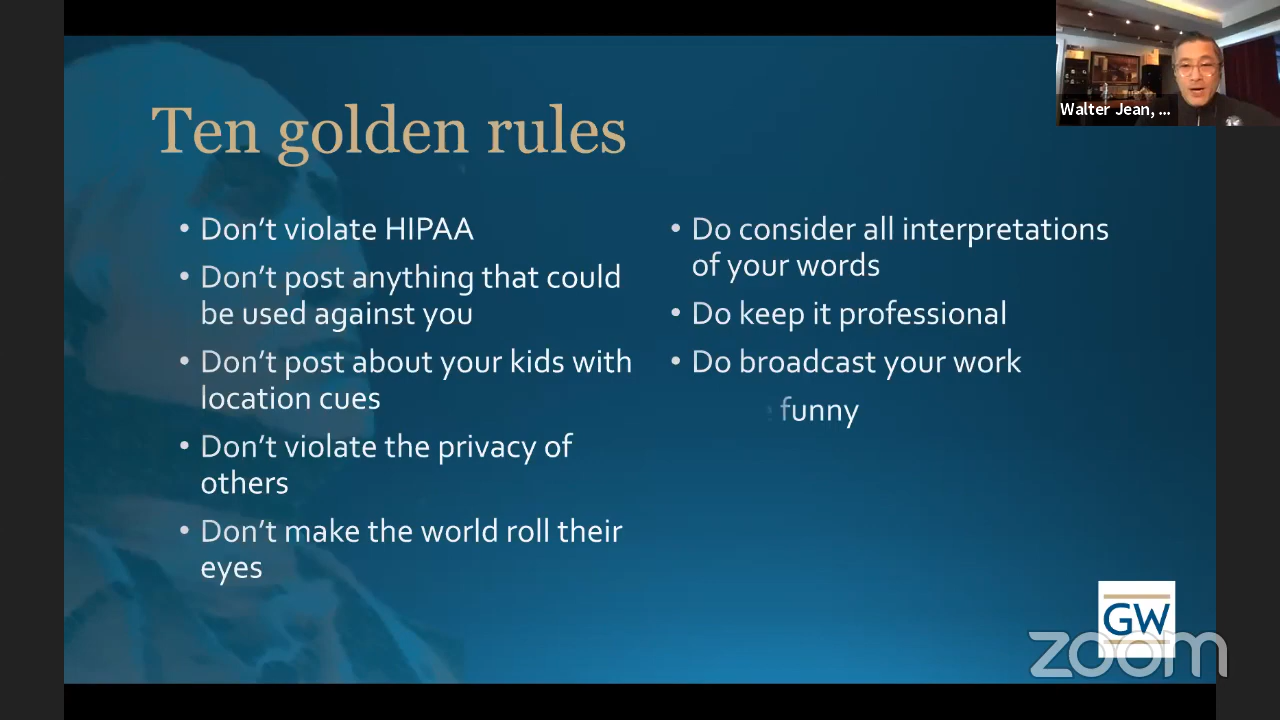 Walter Jean, ...
Ten golden rules
• Don’t violate HIPAA
• Don’t post anything that could
be used against you
• Don’t post about your kids with
location cues
• Don’t violate the privacy of
others
• Don’t make the world roll their
eyes
• Do consider all interpretations
of your words
• Do keep it professional
• Do broadcast your work
funny
GW
zoom